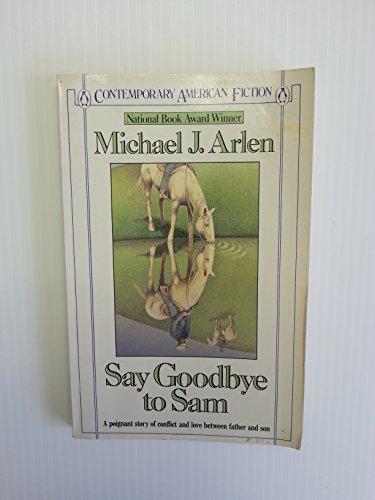 CONTEMPORARY AMERICAN FICTION
National Book Award Winner
Michael J. Arlen
Say Goodbye
to Sam
A poignant story of conflict and love between father and son